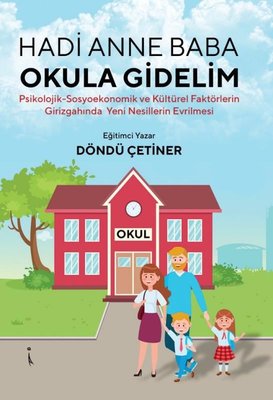 HADİ ANNE BABA
OKULA GİDELİM
Psikolojik-Sosyoekonomik ve Kültürel Faktörlerin
Girizgahında Yeni Nesillerin Evrilmesi
Eğitimci Yazar
DÖNDÜ ÇETİNER
OKUL